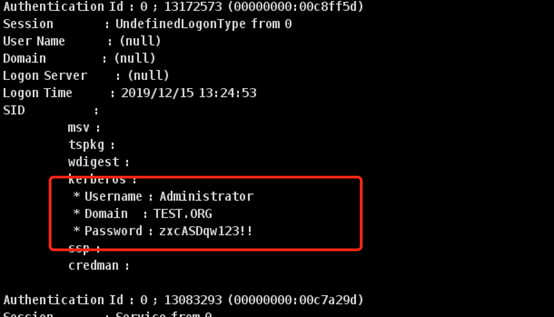 Authentication Id : 0 ; 13172573 (00000000:00c8ff5d)
Session : UndefinedLogonType from 0
User Name : (null)
Domain : (null)
Logon Server : (null)
Logon Time : 2019/12/15 13:24:53
SID :
msv :
tspkg :
wdigest :
kerberos :
* Username : Administrator
* Domain : TEST.ORG
* Password : zxcASDqw123!!
ssp :
credman :
Authentication Id : 0 ; 13083293 (00000000:00c7a29d)
Session : Service from 0